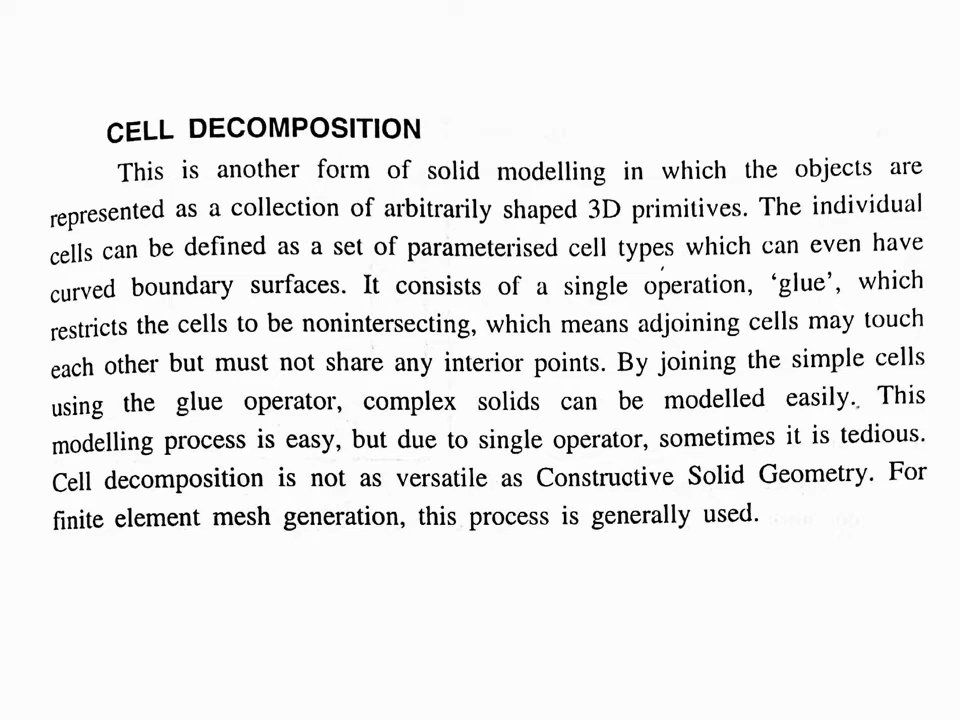 CELL DECOMPOSITION
This is another form of solid modelling in which the objects are
represented as a collection of arbitrarily shaped 3D primitives. The individual
cells can be defined as a set of parameterised cell types which can even have
curved boundary surfaces. It consists of a single operation, ‘glue’, which
restricts the cells to be nonintersecting, which means adjoining cells may touch
each other but must not share any interior points. By joining the simple cells
using the glue operator, complex solids can be modelled easily. This
modelling process is easy, but due to single operator, sometimes it is tedious.
Cell decomposition is not as versatile as Constructive Solid Geometry. For
finite element mesh generation, this process is generally used.